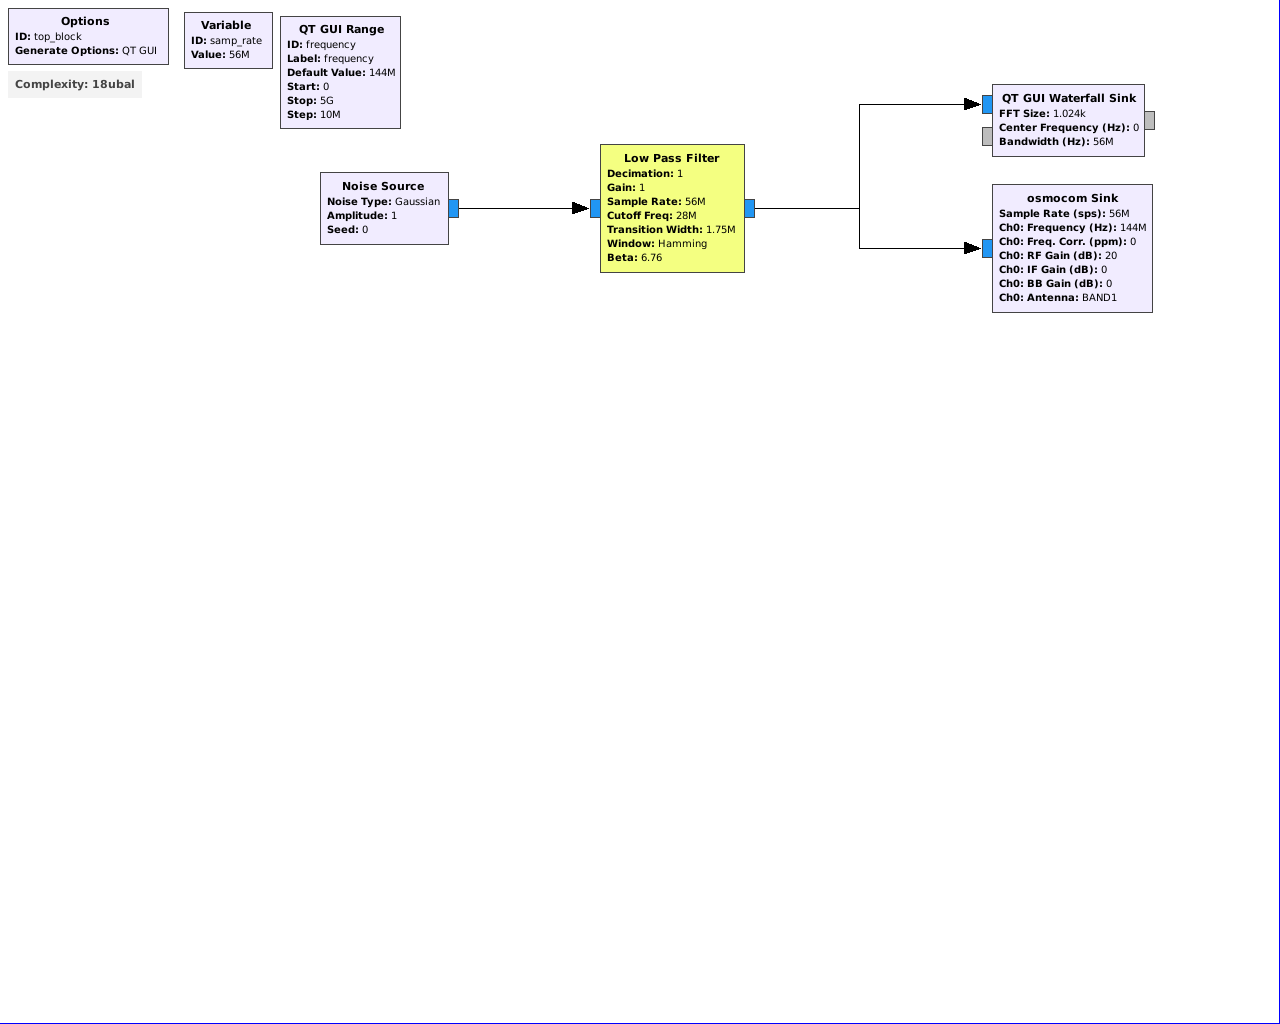 Options
ID: top_block
Generate Options: QT GUI
Complexity: 18ubal
Variable
ID: samp_rate
Value: 56M
QT GUI Range
ID: frequency
Label: frequency
Default Value: 144M
Start: 0
Stop: 5G
Step: 10M
Noise Source
Noise Type: Gaussian
Amplitude: 1
Seed: 0
Low Pass Filter
Decimation: 1
Gain: 1
Sample Rate: 56M
Cutoff Freq: 28M
Transition Width: 1.75M
Window: Hamming
Beta: 6.76
QT GUI Waterfall Sink
FFT Size: 1.024k
Center Frequency (Hz): 0
Bandwidth (Hz): 56M
osmocom Sink
Sample Rate (sps): 56M
Ch0: Frequency (Hz): 144M
Ch0: Freq. Corr. (ppm): 0
Ch0: RF Gain (dB): 20
Ch0: IF Gain (dB): 0
Ch0: BB Gain (dB): 0
Ch0: Antenna: BAND1